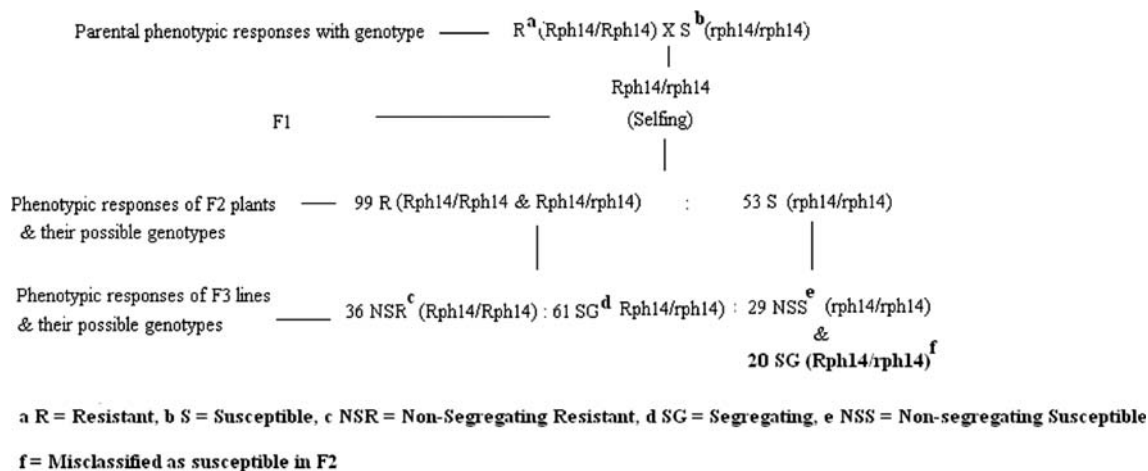 Parental phenotypic responses with genotype R^a (Rph14/Rph14) X S^b (rph14/rph14)
Rph14/rph14
F1 (Selfing)
Phenotypic responses of F2 plants 99 R (Rph14/Rph14 & Rph14/rph14) : 53 S (rph14/rph14)
& their possible genotypes
Phenotypic responses of F3 lines 36 NSR^c (Rph14/Rph14) : 61 SG^d Rph14/rph14) : 29 NSS^e (rph14/rph14)
& their possible genotypes &
20 SG (Rph14/rph14)^f
a R = Resistant, b S = Susceptible, c NSR = Non-Segregating Resistant, d SG = Segregating, e NSS = Non-segregating Susceptible
f = Misclassified as susceptible in F2